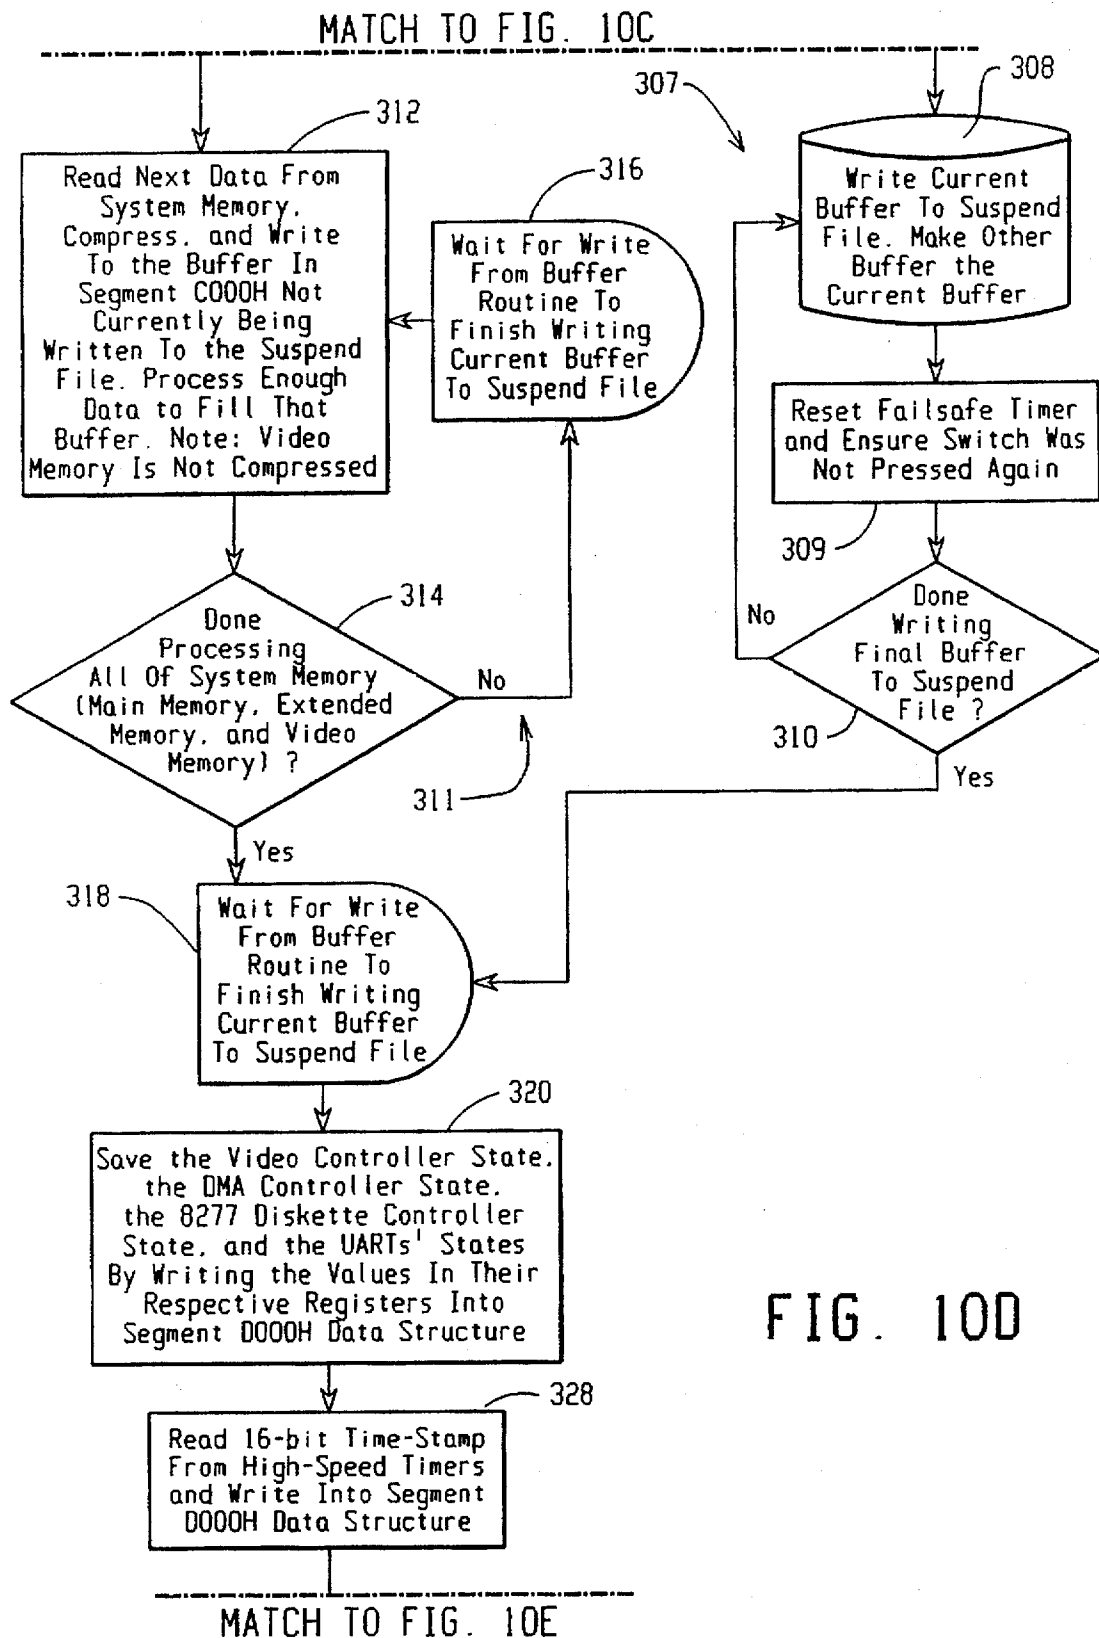 MATCH TO FIG. 10C
312
Read Next Data From
System Memory,
Compress, and Write
To the Buffer In
Segment C000H Not
Currently Being
Written To the Suspend
File. Process Enough
Data to Fill That
Buffer. Note: Video
Memory Is Not Compressed
316
Wait For Write
From Buffer
Routine To
Finish Writing
Current Buffer
To Suspend File
307
308
Write Current
Buffer To Suspend
File. Make Other
Buffer the
Current Buffer
Reset Failsafe Timer
and Ensure Switch Was
Not Pressed Again
309
Done
Writing
Final Buffer
To Suspend
File ?
No
310
Yes
314
Done
Processing
All Of System Memory
(Main Memory, Extended
Memory, and Video
Memory) ?
No
311
Yes
318
Wait For Write
From Buffer
Routine To
Finish Writing
Current Buffer
To Suspend File
320
Save the Video Controller State,
the DMA Controller State,
the 8277 Diskette Controller
State, and the UARTs' States
By Writing the Values In Their
Respective Registers Into
Segment D000H Data Structure
328
Read 16-bit Time-Stamp
From High-Speed Timers
and Write Into Segment
D000H Data Structure
FIG. 10D
MATCH TO FIG. 10E